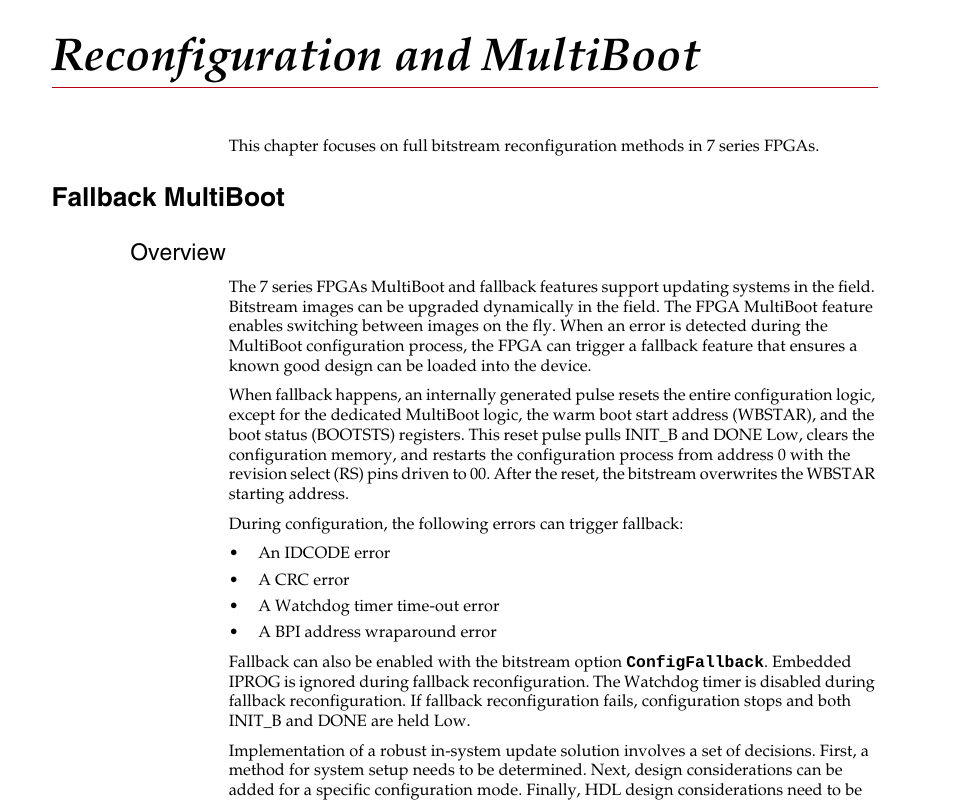 Reconfiguration and MultiBoot
This chapter focuses on full bitstream reconfiguration methods in 7 series FPGAs.
Fallback MultiBoot
Overview
The 7 series FPGAs MultiBoot and fallback features support updating systems in the field.
Bitstream images can be upgraded dynamically in the field. The FPGA MultiBoot feature
enables switching between images on the fly. When an error is detected during the
MultiBoot configuration process, the FPGA can trigger a fallback feature that ensures a
known good design can be loaded into the device.
When fallback happens, an internally generated pulse resets the entire configuration logic,
except for the dedicated MultiBoot logic, the warm boot start address (WBSTAR), and the
boot status (BOOTSTS) registers. This reset pulse pulls INIT_B and DONE Low, clears the
configuration memory, and restarts the configuration process from address 0 with the
revision select (RS) pins driven to 00. After the reset, the bitstream overwrites the WBSTAR
starting address.
During configuration, the following errors can trigger fallback:
• An IDCODE error
• A CRC error
• A Watchdog timer time-out error
• A BPI address wraparound error
Fallback can also be enabled with the bitstream option ConfigFallback. Embedded
IPROG is ignored during fallback reconfiguration. The Watchdog timer is disabled during
fallback reconfiguration. If fallback reconfiguration fails, configuration stops and both
INIT_B and DONE are held Low.
Implementation of a robust in-system update solution involves a set of decisions. First, a
method for system setup needs to be determined. Next, design considerations can be
added for a specific configuration mode. Finally, HDL design considerations need to be